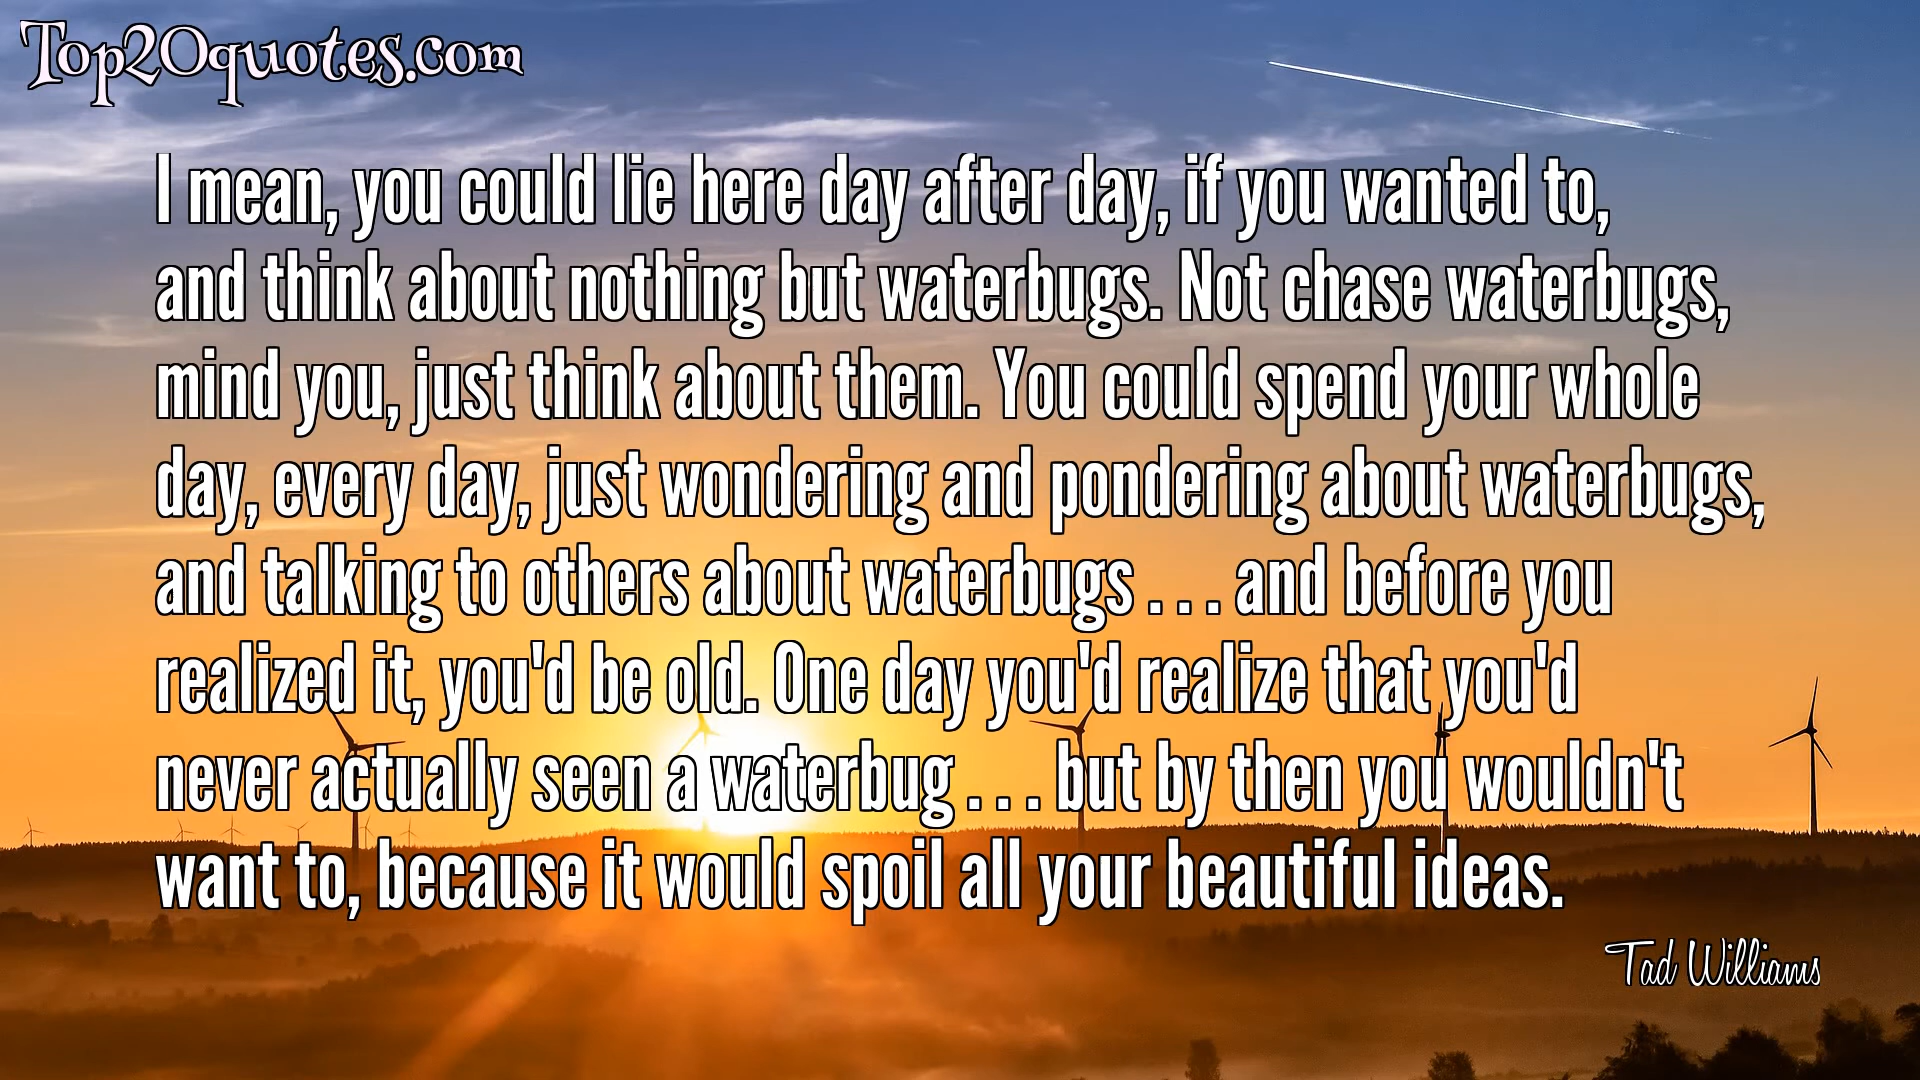 Top20quotes.com
I mean, you could lie here day after day, if you wanted to,
and think about nothing but waterbugs. Not chase waterbugs,
mind you, just think about them. You could spend your whole
day, every day, just wondering and pondering about waterbugs,
and talking to others about waterbugs . . . and before you
realized it, you'd be old. One day you'd realize that you'd
never actually seen a waterbug . . . but by then you wouldn't
want to, because it would spoil all your beautiful ideas.
Tad Williams